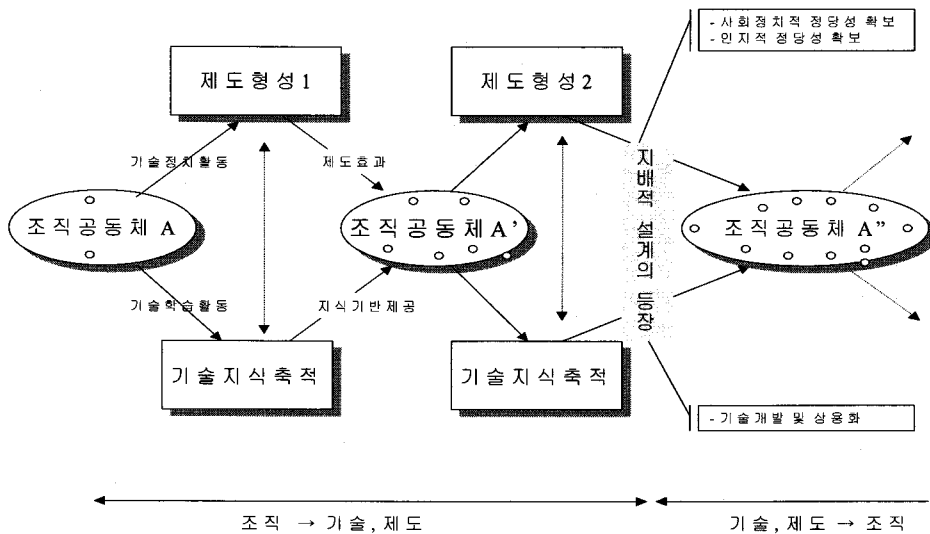 - 사회정치적 정당성 확보
- 인지적 정당성 확보
제도형성1
제도형성2
기술정치활동
제도효과
조직공동체 A
조직공동체A'
지배적 설계의 등장
조직공동체 A”
기술학습활동
지식기반제공
기술지식축적
기술지식축적
- 기술개발 및 상용화
조직 → 기술, 제도
기술, 제도 → 조직